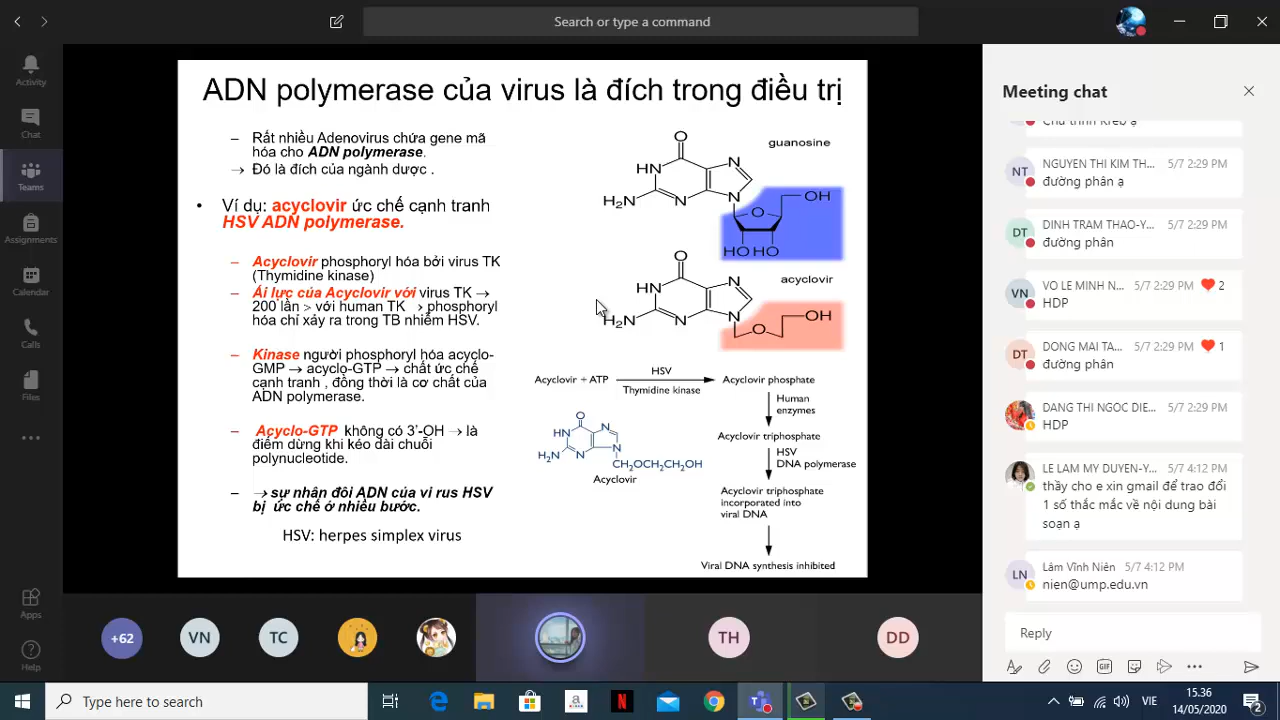 Search or type a command
Activity
Chat
Teams
Assignments
Calendar
Calls
Files
Apps
Help
ADN polymerase của virus là đích trong điều trị
– Rất nhiều Adenovirus chứa gene mã
hóa cho ADN polymerase.
→ Đó là đích của ngành dược .
• Ví dụ: acyclovir ức chế cạnh tranh
HSV ADN polymerase.
– Acyclovir phosphoryl hóa bởi virus TK
(Thymidine kinase)
– Ái lực của Acyclovir với virus TK →
200 lần > với human TK → phosphoryl
hóa chỉ xảy ra trong TB nhiễm HSV.
– Kinase người phosphoryl hóa acyclo-
GMP → acyclo-GTP → chất ức chế
cạnh tranh , đồng thời là cơ chất của
ADN polymerase.
– Acyclo-GTP không có 3'-OH → là
điểm dừng khi kéo dài chuỗi
polynucleotide.
– → sự nhân đôi ADN của vi rus HSV
bị ức chế ở nhiều bước.
HSV: herpes simplex virus
guanosine
O
HN
N
H₂N
N
N
O
OH
HO
HO
acyclovir
O
HN
N
H₂N
N
N
O
OH
Acyclovir + ATP
HSV
Thymidine kinase
Acyclovir phosphate
Human
enzymes
Acyclovir triphosphate
HSV
DNA polymerase
Acyclovir triphosphate
incorporated into
viral DNA
Viral DNA synthesis inhibited
O
HN
N
H₂N
N
N
CH₂OCH₂CH₂OH
Acyclovir
+62
VN
TC
TH
DD
Meeting chat
Chu trình Kreb ạ
NT
NGUYEN THI KIM TH... 5/7 2:29 PM
đường phân ạ
DT
DINH TRAM THAO-Y... 5/7 2:29 PM
đường phân
VN
VO LE MINH N... 5/7 2:29 PM 2
HDP
DT
DONG MAI TA... 5/7 2:29 PM 1
đường phân
DANG THI NGOC DIE... 5/7 2:29 PM
HDP
LE LAM MY DUYEN-Y... 5/7 4:12 PM
thầy cho e xin gmail để trao đổi
1 số thắc mắc về nội dung bài
soạn ạ
LN
Lâm Vĩnh Niên 5/7 4:12 PM
nien@ump.edu.vn
Reply
GIF
Type here to search
VIE
15.36
14/05/2020
2